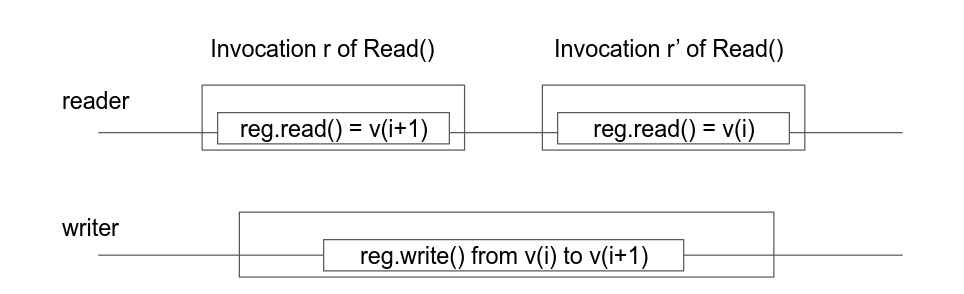 Invocation r of Read()
Invocation r’ of Read()
reader
reg.read() = v(i+1)
reg.read() = v(i)
writer
reg.write() from v(i) to v(i+1)